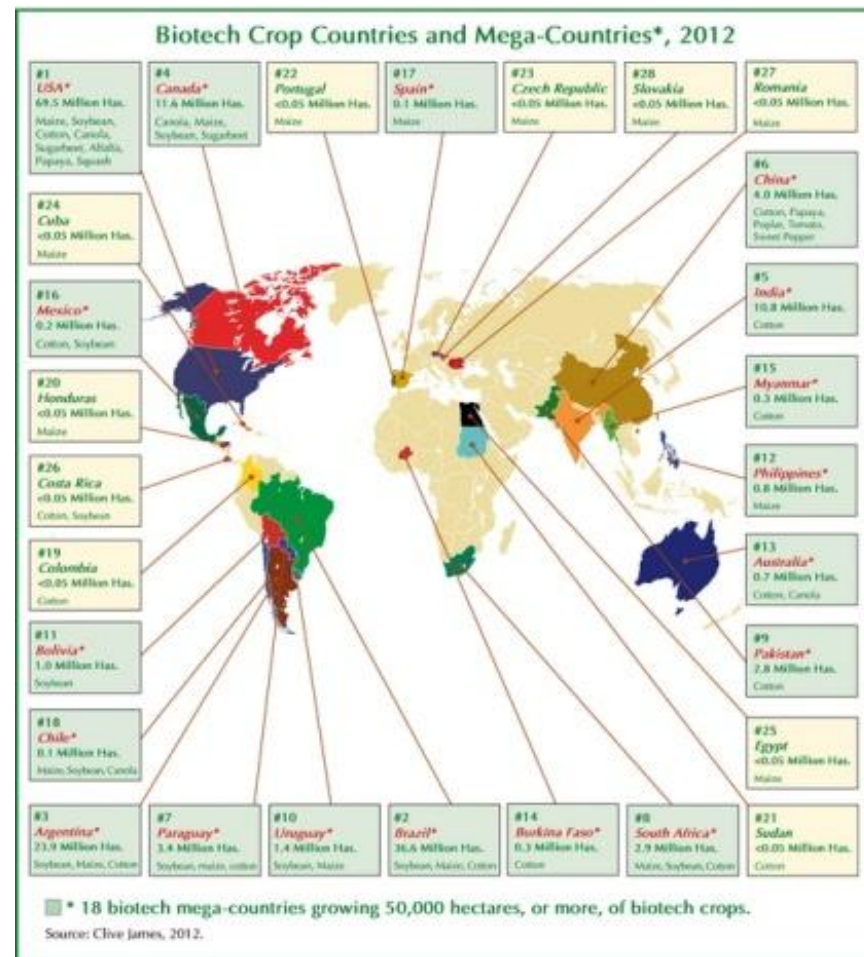 Biotech Crop Countries and Mega-Countries*, 2012
#1
USA*
69.5 Million Has.
Maize, Soybean,
Cotton, Canola,
Sugarbeet, Alfalfa,
Papaya, Squash
#4
Canada*
11.6 Million Has.
Canola, Maize,
Soybean, Sugarbeet
#22
Portugal
<0.05 Million Has.
Maize
#17
Spain*
0.1 Million Has.
Maize
#23
Czech Republic
<0.05 Million Has.
Maize
#28
Slovakia
<0.05 Million Has.
Maize
#27
Romania
<0.05 Million Has.
Maize
#24
Cuba
<0.05 Million Has.
Maize
#6
China*
4.0 Million Has.
Cotton, Papaya,
Poplar, Tomato,
Sweet Pepper
#16
Mexico*
0.2 Million Has.
Cotton, Soybean
#5
India*
10.8 Million Has.
Cotton
#20
Honduras
<0.05 Million Has.
Maize
#15
Myanmar*
0.3 Million Has.
Cotton
#26
Costa Rica
<0.05 Million Has.
Cotton, Soybean
#12
Philippines*
0.8 Million Has.
Maize
#19
Colombia
<0.05 Million Has.
Cotton
#13
Australia*
0.7 Million Has.
Cotton, Canola
#11
Bolivia*
1.0 Million Has.
Soybean
#9
Pakistan*
2.8 Million Has.
Cotton
#18
Chile*
0.1 Million Has.
Maize, Soybean, Canola
#25
Egypt
<0.05 Million Has.
Maize
#3
Argentina*
23.9 Million Has.
Soybean, Maize, Cotton
#7
Paraguay*
3.4 Million Has.
Soybean, maize, cotton
#10
Uruguay*
1.4 Million Has.
Soybean, Maize
#2
Brazil*
36.6 Million Has.
Soybean, Maize, Cotton
#14
Burkina Faso*
0.3 Million Has.
Cotton
#8
South Africa*
2.9 Million Has.
Maize, Soybean, Cotton
#21
Sudan
<0.05 Million Has.
Cotton
* 18 biotech mega-countries growing 50,000 hectares, or more, of biotech crops.
Source: Clive James, 2012.